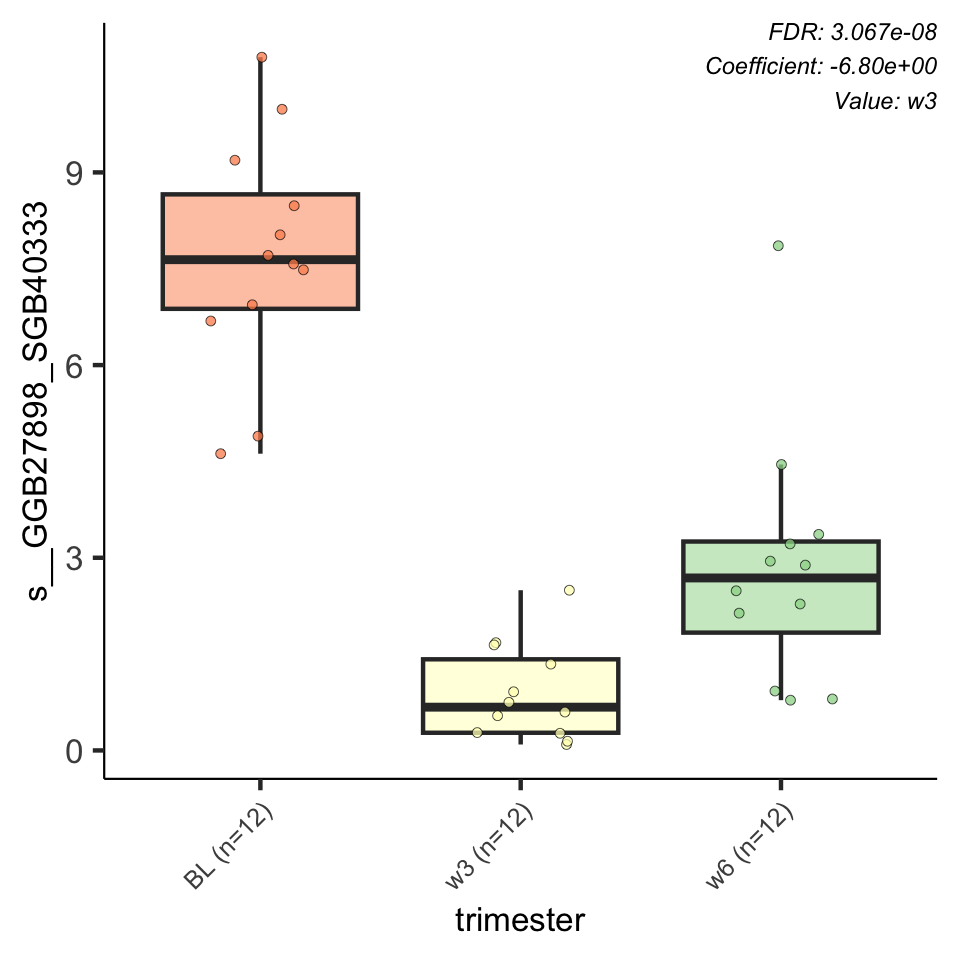 FDR: 3.067e-08
Coefficient: -6.80e+00
Value: w3
s__GGB27898_SGB40333
9
6
3
0
BL (n=12)
w3 (n=12)
w6 (n=12)
trimester